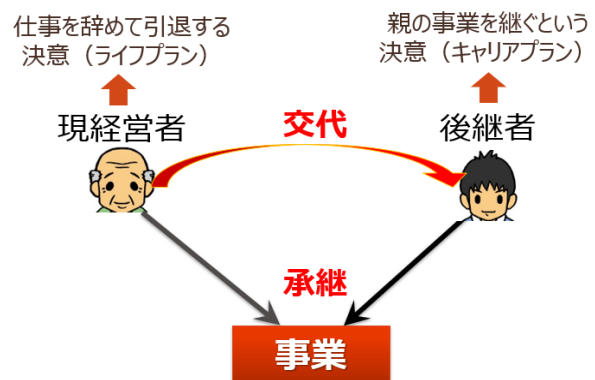 仕事を辞めて引退する
決意（ライフプラン）
親の事業を継ぐという
決意（キャリアプラン）
現経営者
交代
後継者
承継
事業